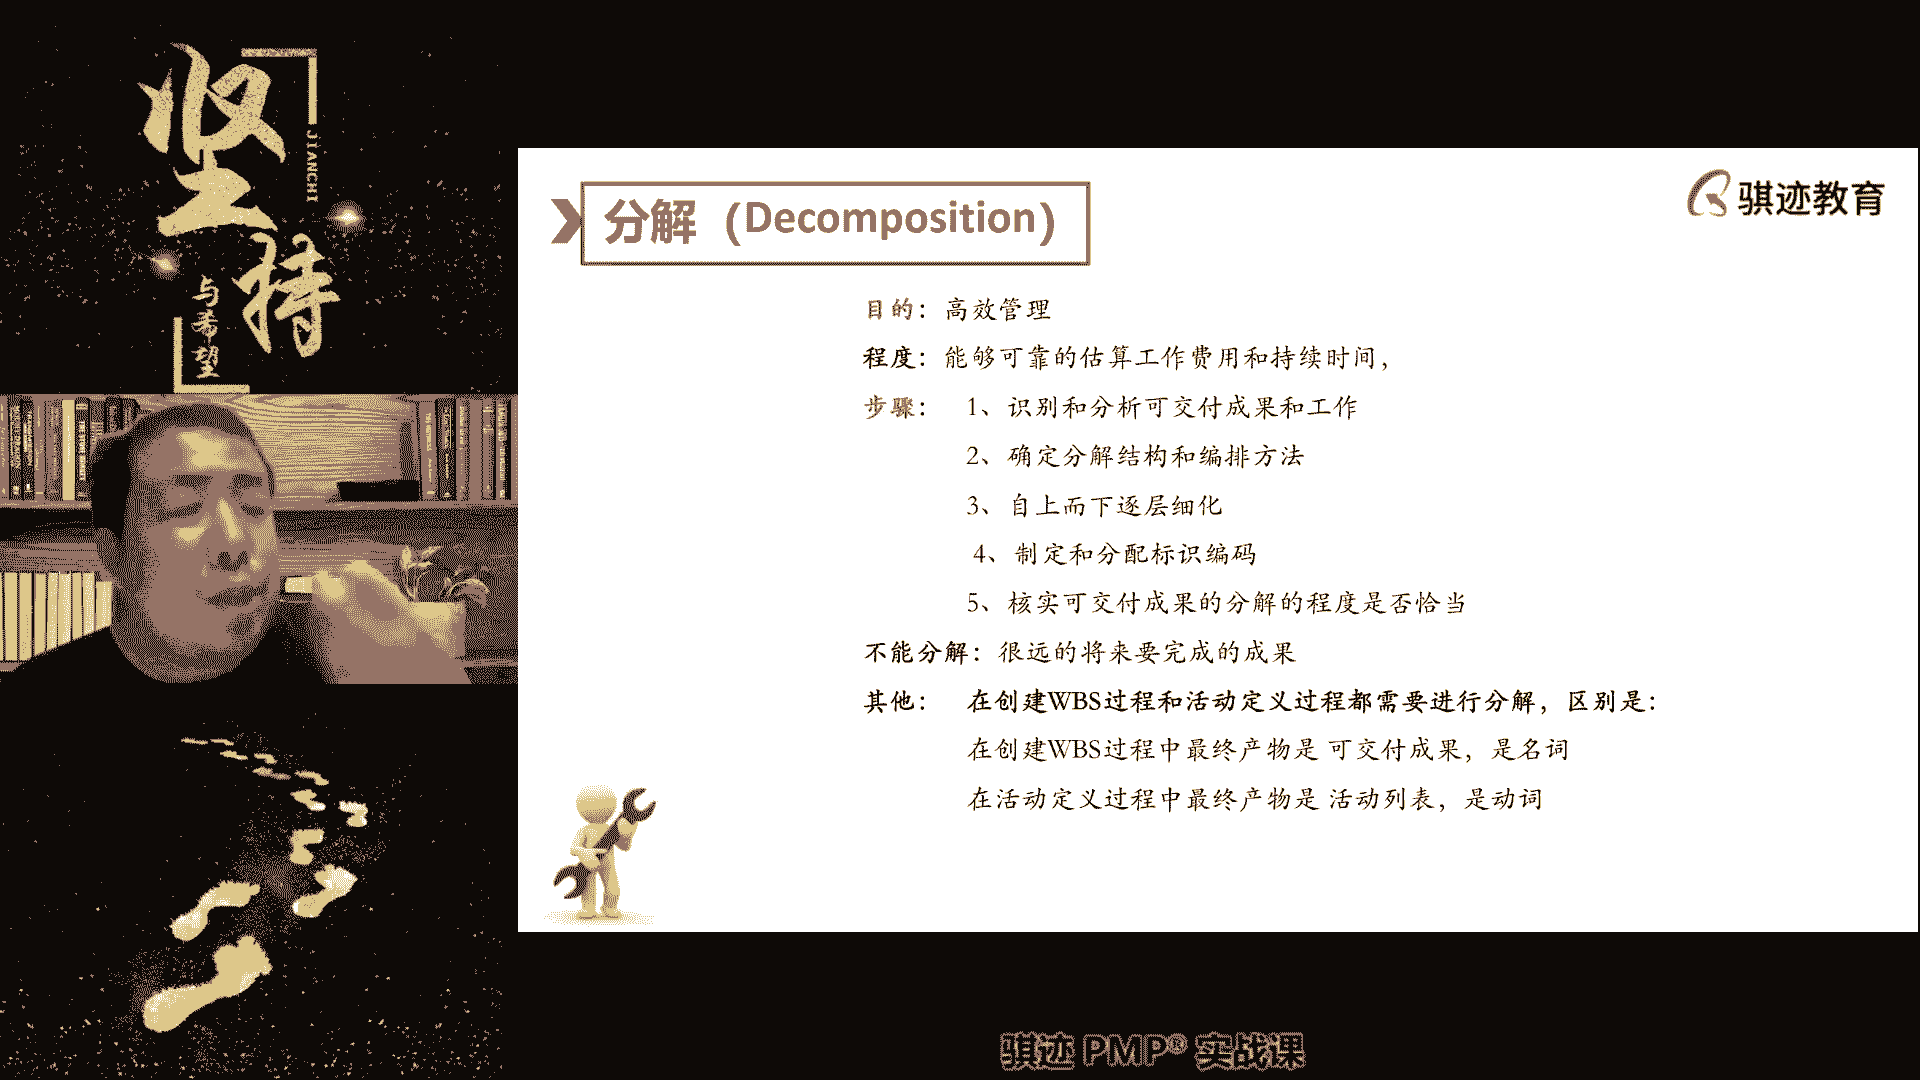 坚持
JIANCHI
与希望
骐迹教育
分解（Decomposition）
目的：高效管理
程度：能够可靠的估算工作费用和持续时间，
步骤： 1、识别和分析可交付成果和工作
2、确定分解结构和编排方法
3、自上而下逐层细化
4、制定和分配标识编码
5、核实可交付成果的分解的程度是否恰当
不能分解：很远的将来要完成的成果
其他： 在创建WBS过程和活动定义过程都需要进行分解，区别是：
在创建WBS过程中最终产物是 可交付成果，是名词
在活动定义过程中最终产物是 活动列表，是动词
骐迹 PMP® 实战课